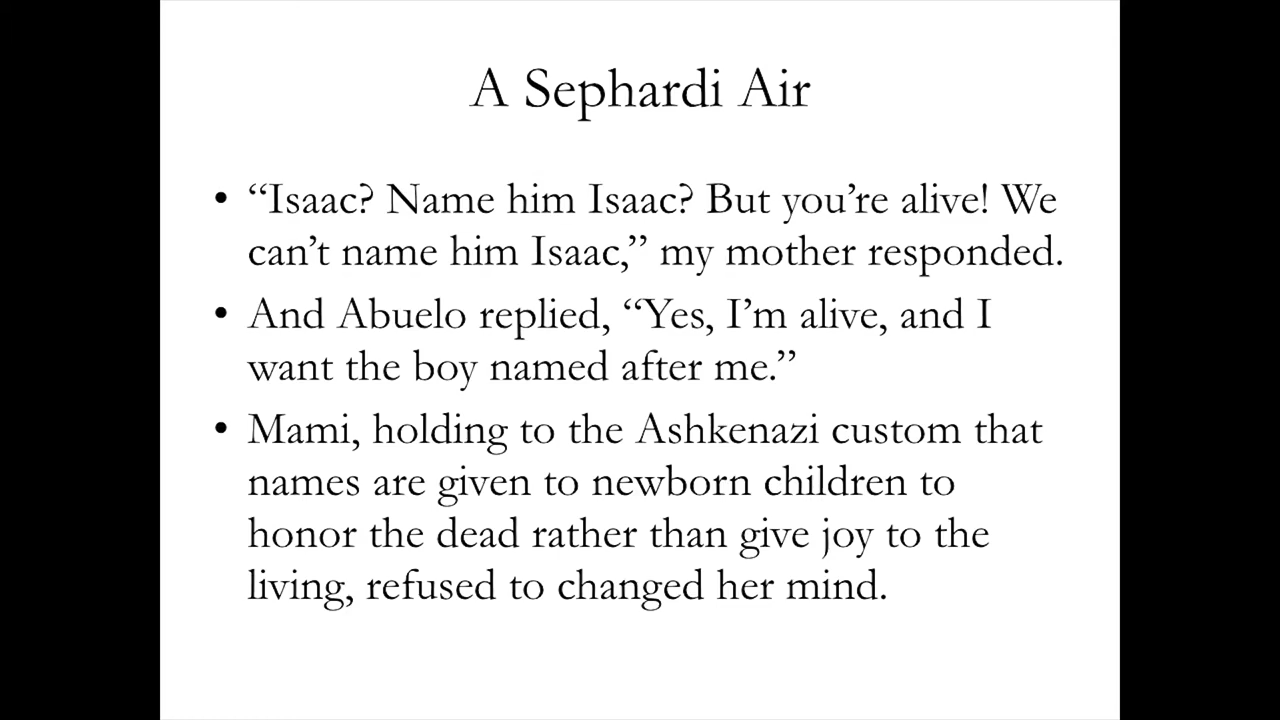 A Sephardi Air
• “Isaac? Name him Isaac? But you’re alive! We
can’t name him Isaac,” my mother responded.
• And Abuelo replied, “Yes, I’m alive, and I
want the boy named after me.”
• Mami, holding to the Ashkenazi custom that
names are given to newborn children to
honor the dead rather than give joy to the
living, refused to changed her mind.